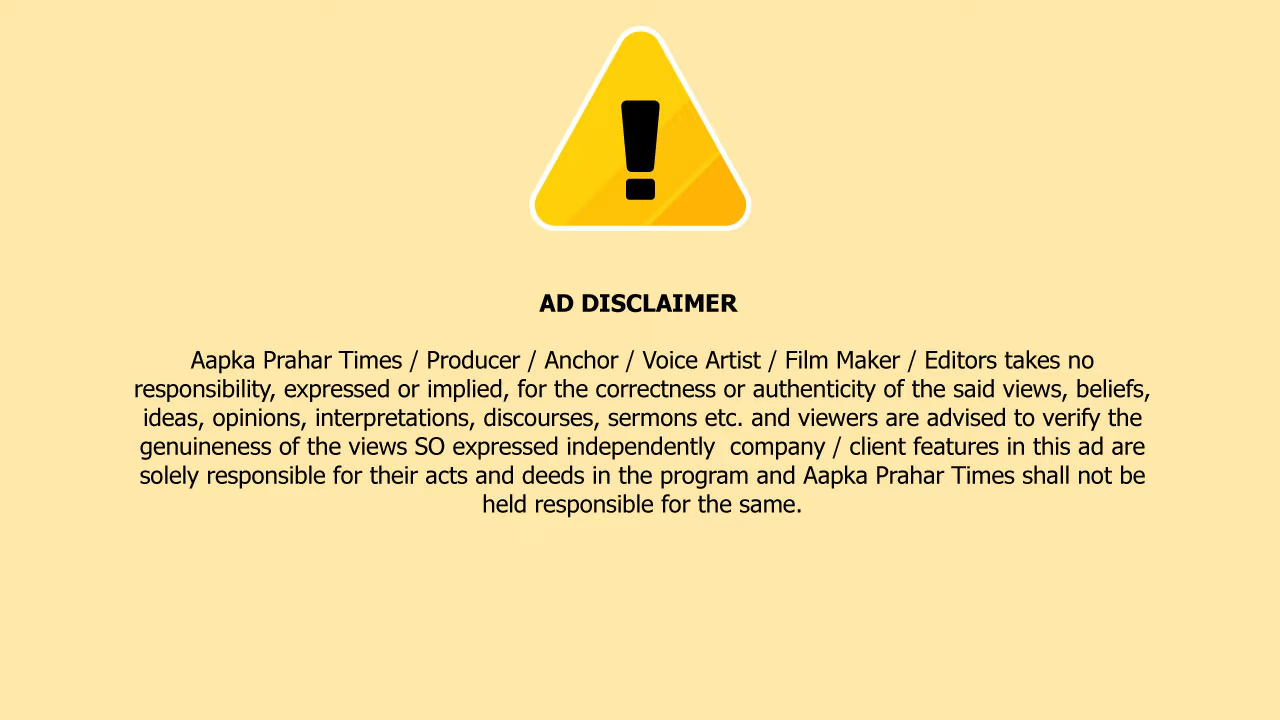 AD DISCLAIMER
Aapka Prahar Times / Producer / Anchor / Voice Artist / Film Maker / Editors takes no
responsibility, expressed or implied, for the correctness or authenticity of the said views, beliefs,
ideas, opinions, interpretations, discourses, sermons etc. and viewers are advised to verify the
genuineness of the views SO expressed independently  company / client features in this ad are
solely responsible for their acts and deeds in the program and Aapka Prahar Times shall not be
held responsible for the same.